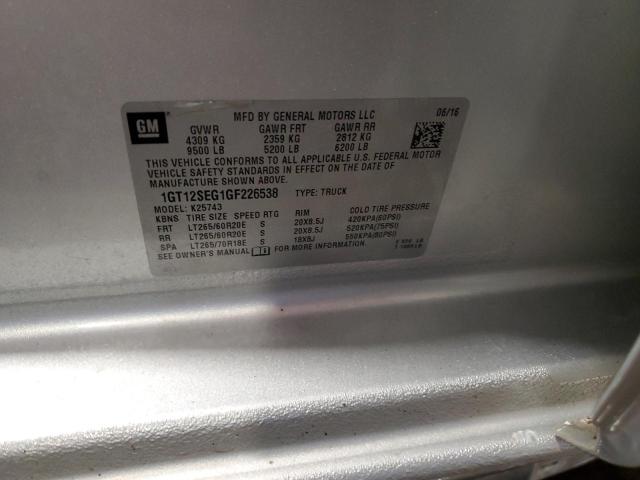 MFD BY GENERAL MOTORS LLC 06/16
GM
GVWR GAWR FRT GAWR RR
4309 KG 2359 KG 2812 KG
9500 LB 5200 LB 6200 LB
THIS VEHICLE CONFORMS TO ALL APPLICABLE U.S. FEDERAL MOTOR
VEHICLE SAFETY STANDARDS IN EFFECT ON THE DATE OF
MANUFACTURE SHOWN ABOVE.
1GT12SEG1GF226538 TYPE: TRUCK
MODEL: K25743
KBNS TIRE SIZE SPEED RTG RIM COLD TIRE PRESSURE
FRT LT265/60R20E S 20X8.5J 420KPA(60PSI)
RR LT265/60R20E S 20X8.5J 520KPA(75PSI)
SPA LT265/70R18E S 18X8J 550KPA(80PSI)
SEE OWNER'S MANUAL FOR MORE INFORMATION.